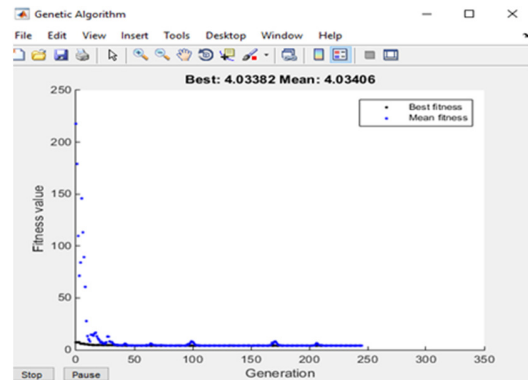 Genetic Algorithm
File Edit View Insert Tools Desktop Window Help
Best: 4.03382 Mean: 4.03406
Best fitness
Mean fitness
Fitness value
250
200
150
100
50
0
0 50 100 150 200 250 300 350
Generation
Stop Pause